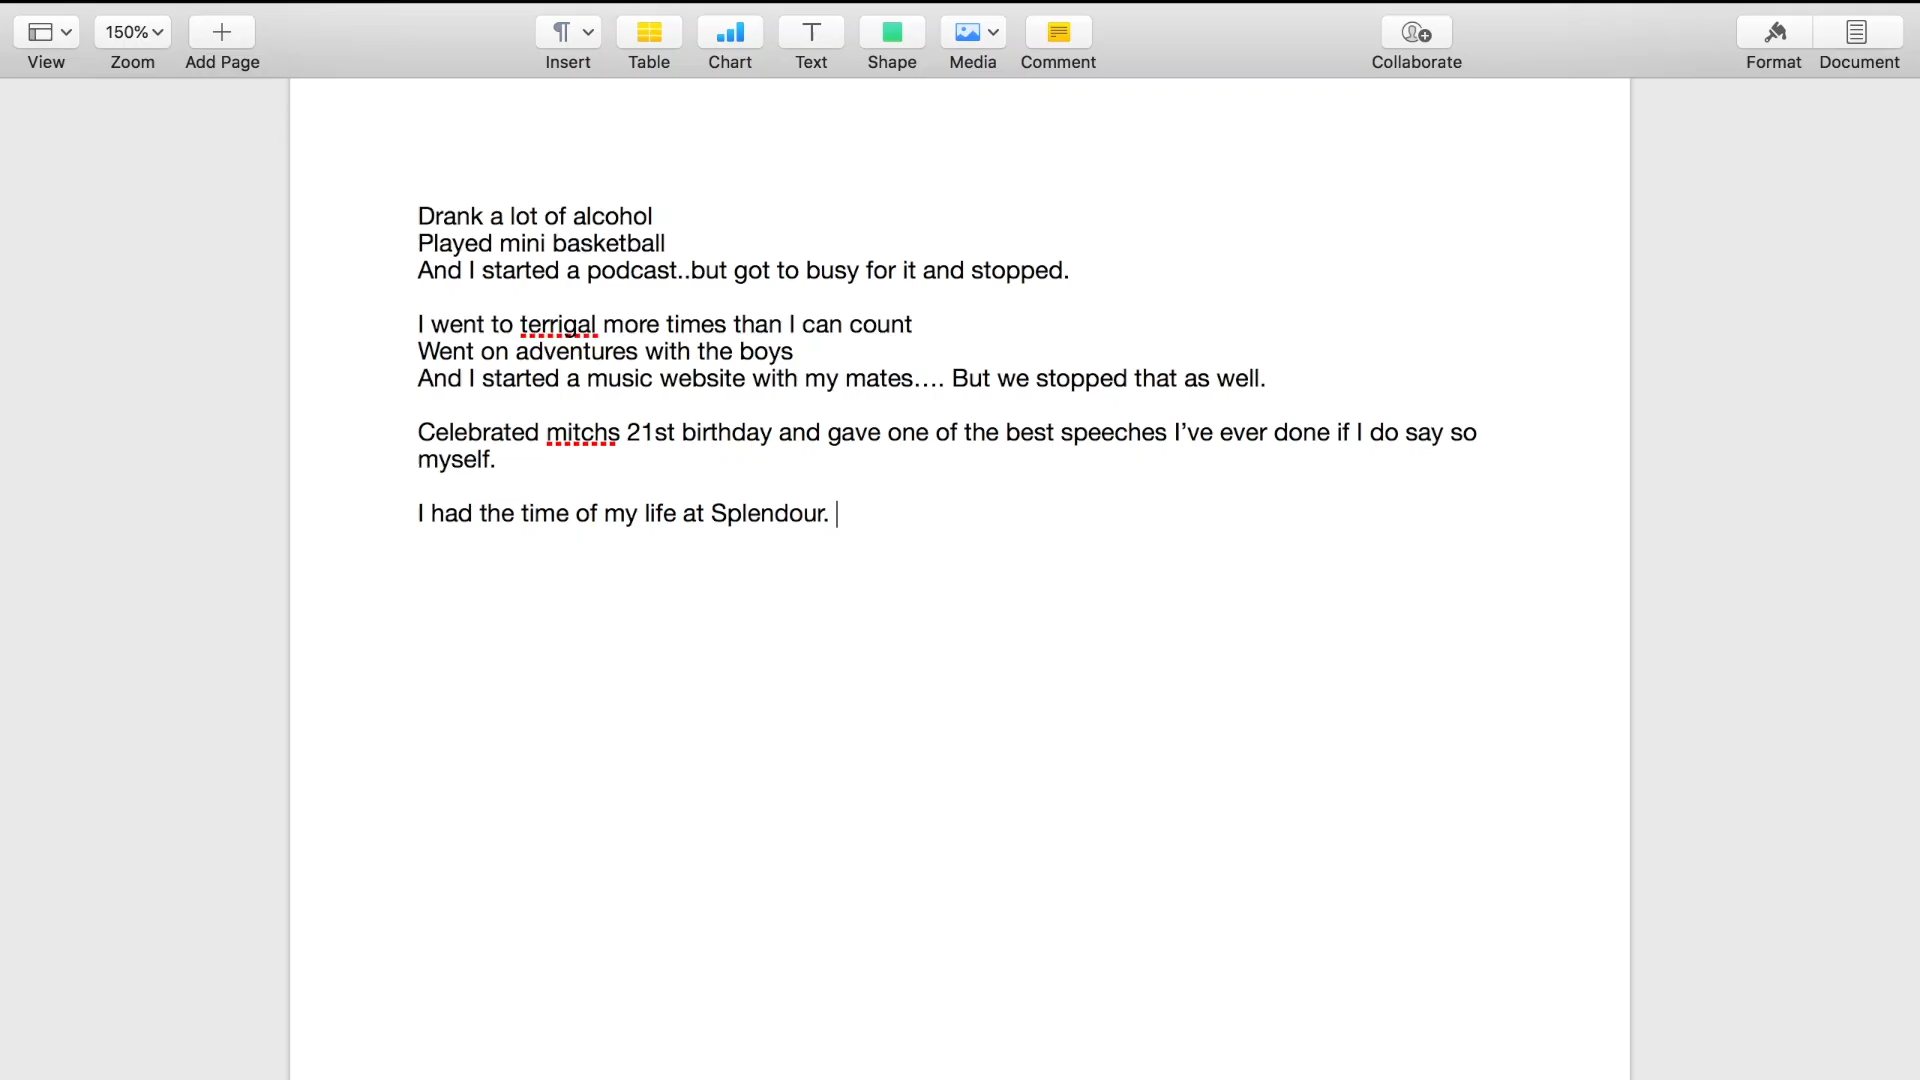 150%
View
Zoom
Add Page
Insert
Table
Chart
Text
Shape
Media
Comment
Collaborate
Format
Document
Drank a lot of alcohol
Played mini basketball
And I started a podcast..but got to busy for it and stopped.
I went to terrigal more times than I can count
Went on adventures with the boys
And I started a music website with my mates…. But we stopped that as well.
Celebrated mitchs 21st birthday and gave one of the best speeches I’ve ever done if I do say so
myself.
I had the time of my life at Splendour.